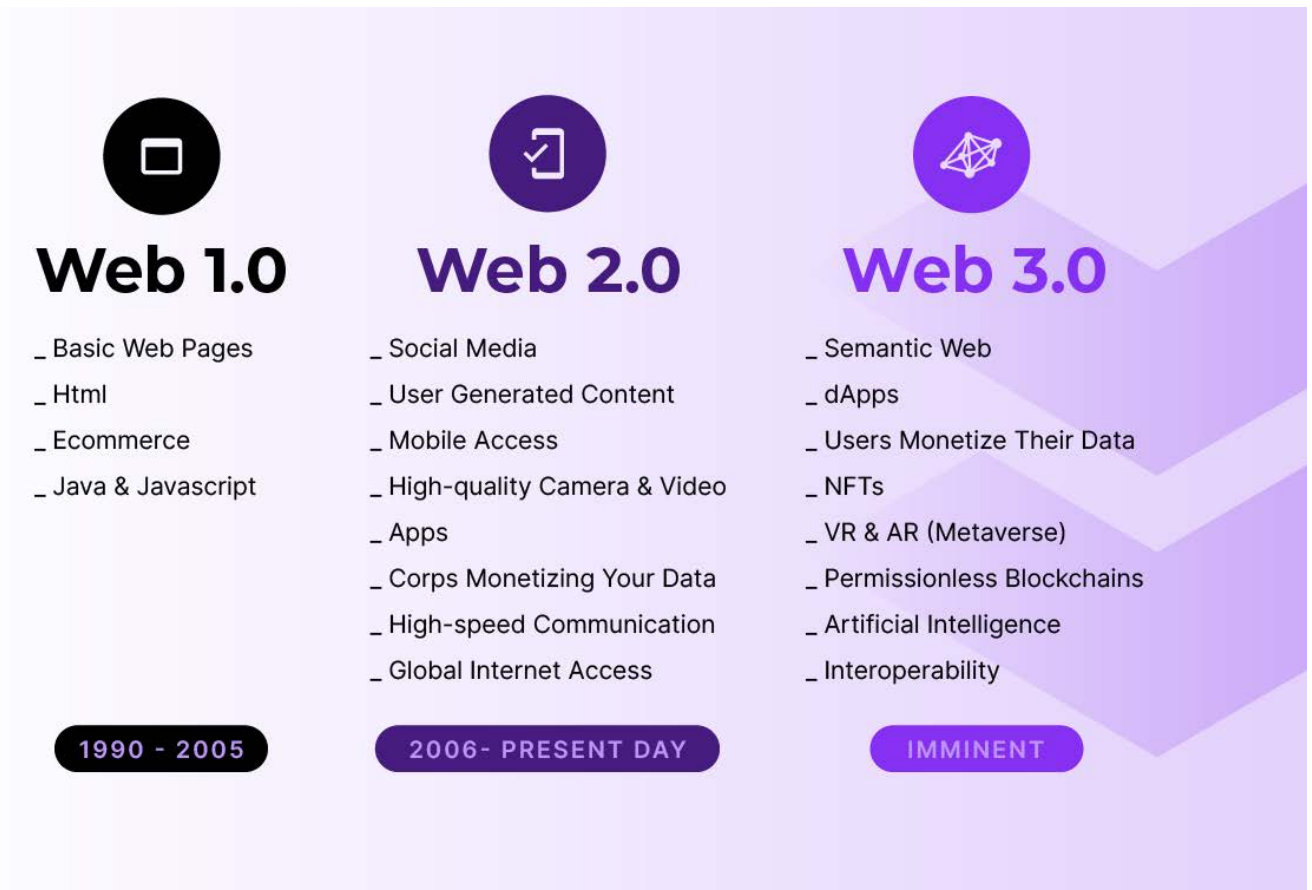 Web 1.0
_ Basic Web Pages
_ Html
_ Ecommerce
_ Java & Javascript
1990 - 2005
Web 2.0
_ Social Media
_ User Generated Content
_ Mobile Access
_ High-quality Camera & Video
_ Apps
_ Corps Monetizing Your Data
_ High-speed Communication
_ Global Internet Access
2006- PRESENT DAY
Web 3.0
_ Semantic Web
_ dApps
_ Users Monetize Their Data
_ NFTs
_ VR & AR (Metaverse)
_ Permissionless Blockchains
_ Artificial Intelligence
_ Interoperability
IMMINENT